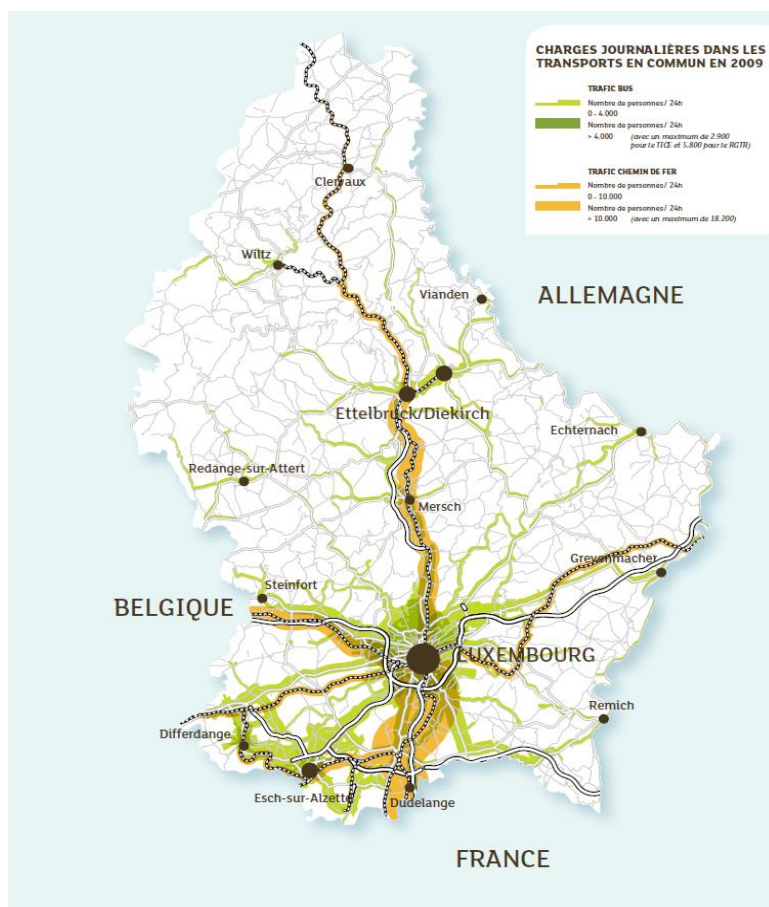 CHARGES JOURNALIÈRES DANS LES
TRANSPORTS EN COMMUN EN 2009
TRAFIC BUS
Nombre de personnes/ 24h
0 - 4.000
Nombre de personnes/ 24h
> 4.000 (avec un maximum de 2.900
pour le TICE et 5.800 pour le RGTR)
TRAFIC CHEMIN DE FER
Nombre de personnes/ 24h
0 - 10.000
Nombre de personnes/ 24h
> 10.000 (avec un maximum de 18.200)
Clervaux
Wiltz
Vianden
ALLEMAGNE
Ettelbruck/Diekirch
Echternach
Redange-sur-Attert
Mersch
Grevenmacher
Steinfort
BELGIQUE
LUXEMBOURG
Remich
Differdange
Esch-sur-Alzette
Dudelange
FRANCE